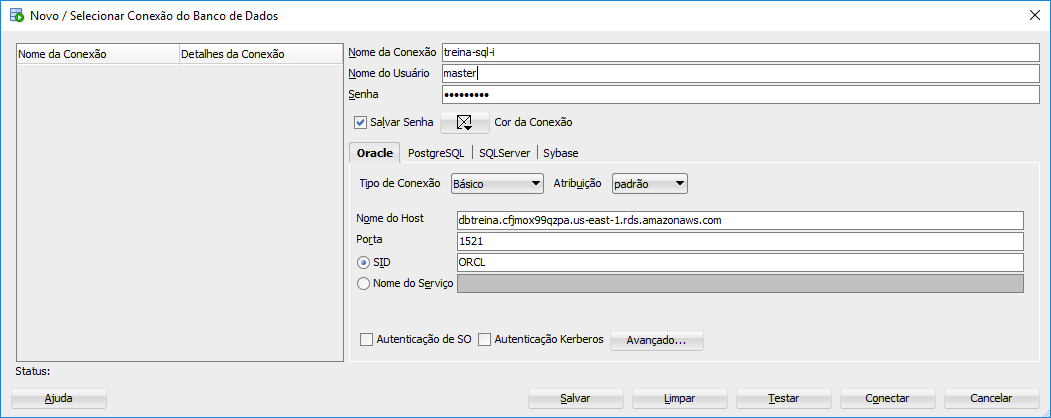 Novo / Selecionar Conexão do Banco de Dados
Nome da Conexão Detalhes da Conexão
Nome da Conexão treina-sql-i
Nome do Usuário master
Senha •••••••••
Salvar Senha Cor da Conexão
Oracle PostgreSQL SQLServer Sybase
Tipo de Conexão Básico Atribuição padrão
Nome do Host dbtreina.cfjmox99qzpa.us-east-1.rds.amazonaws.com
Porta 1521
SID ORCL
Nome do Serviço
Autenticação de SO Autenticação Kerberos Avançado...
Status:
Ajuda Salvar Limpar Testar Conectar Cancelar